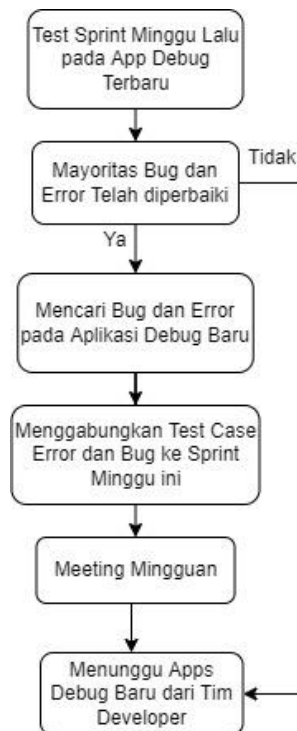 Test Sprint Minggu Lalu
pada App Debug
Terbaru
Mayoritas Bug dan
Error Telah diperbaiki
Tidak
Ya
Mencari Bug dan Error
pada Aplikasi Debug Baru
Menggabungkan Test Case
Error dan Bug ke Sprint
Minggu ini
Meeting Mingguan
Menunggu Apps
Debug Baru dari Tim
Developer